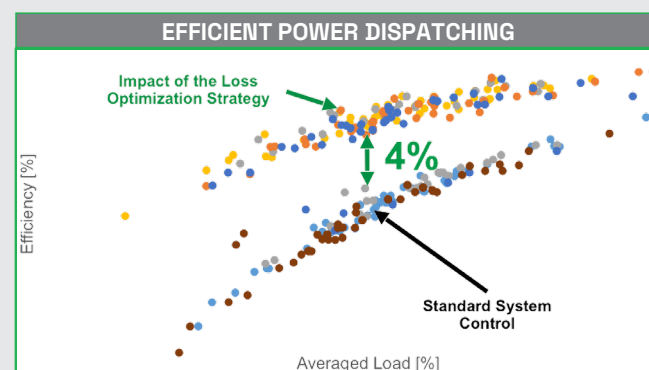 EFFICIENT POWER DISPATCHING
Impact of the Loss
Optimization Strategy
4%
Efficiency [%]
Standard System
Control
Averaged Load [%]